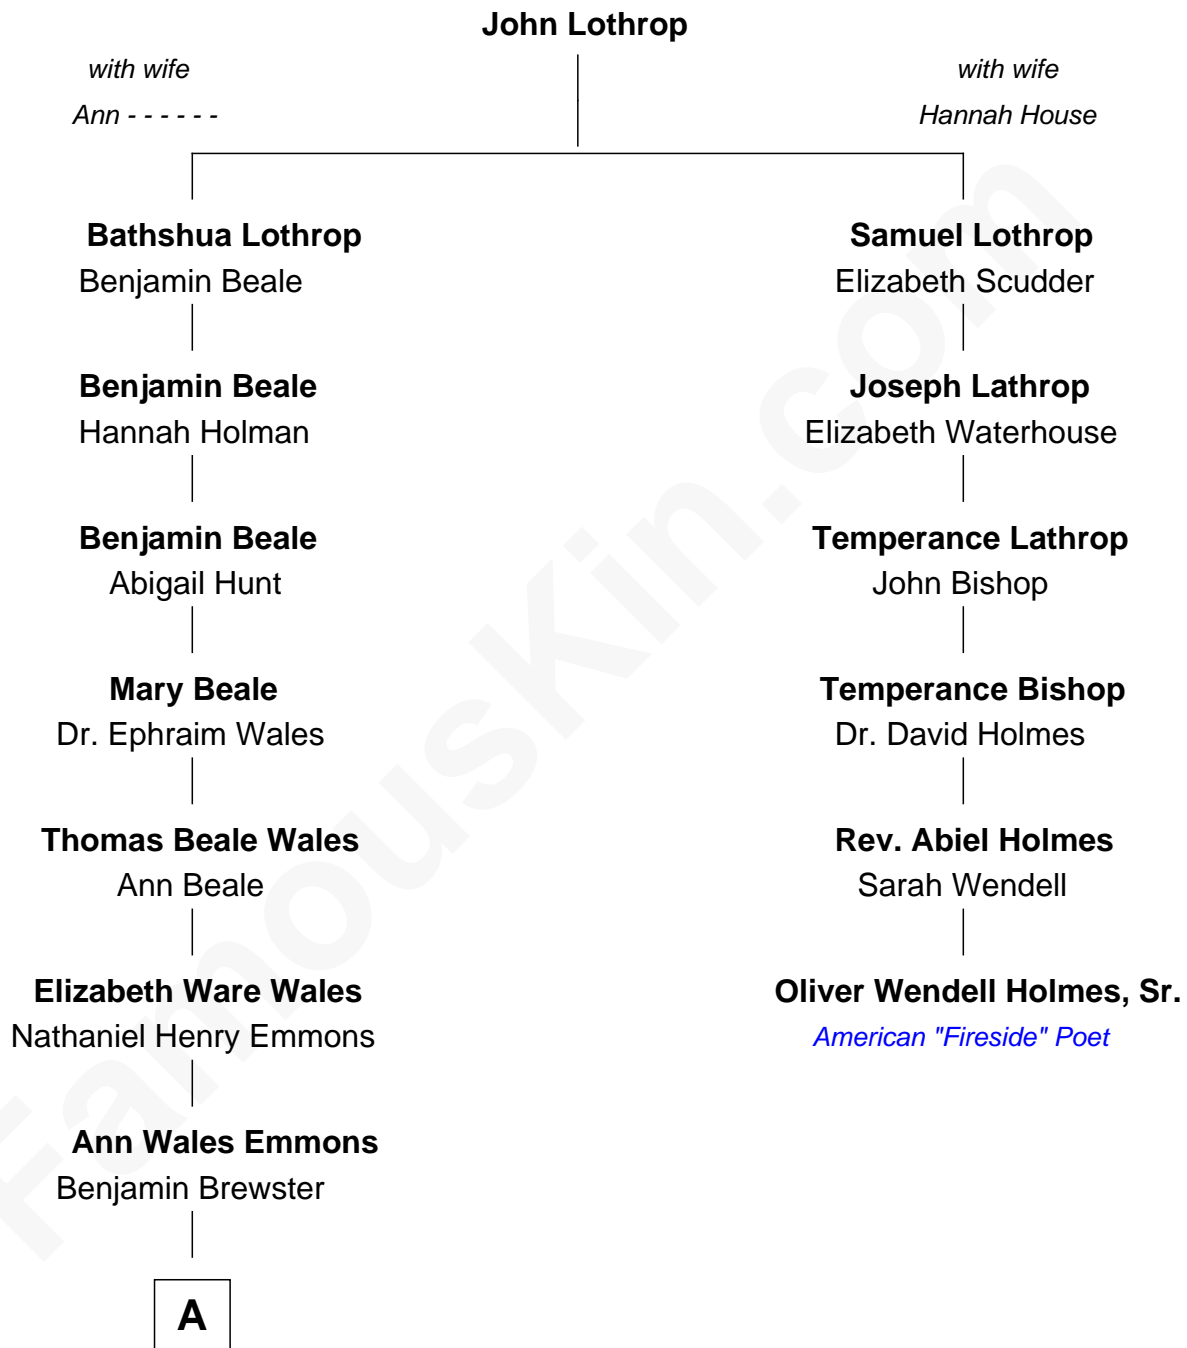 John Lothrop
with wife
Ann - - - - - -
with wife
Hannah House
Bathshua Lothrop
Benjamin Beale
Samuel Lothrop
Elizabeth Scudder
Benjamin Beale
Hannah Holman
Joseph Lathrop
Elizabeth Waterhouse
Benjamin Beale
Abigail Hunt
Temperance Lathrop
John Bishop
Mary Beale
Dr. Ephraim Wales
Temperance Bishop
Dr. David Holmes
Thomas Beale Wales
Ann Beale
Rev. Abiel Holmes
Sarah Wendell
Elizabeth Ware Wales
Nathaniel Henry Emmons
Oliver Wendell Holmes, Sr.
American "Fireside" Poet
Ann Wales Emmons
Benjamin Brewster
A
FamousKin.com